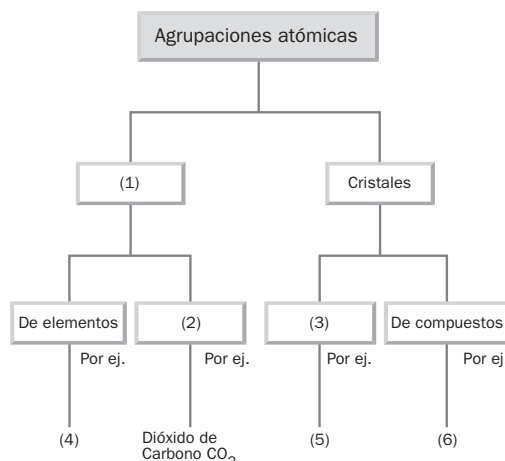 Agrupaciones atómicas
(1)
Cristales
De elementos
(2)
(3)
De compuestos
Por ej.
Por ej.
Por ej.
Por ej
(4)
Dióxido de
Carbono CO₂
(5)
(6)